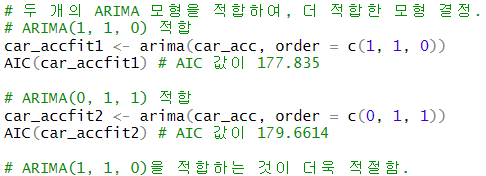 # 두 개의 ARIMA 모형을 적합하여, 더 적합한 모형 결정.
# ARIMA(1, 1, 0) 적합
car_accfit1 <- arima(car_acc, order = c(1, 1, 0))
AIC(car_accfit1) # AIC 값이 177.835
# ARIMA(0, 1, 1) 적합
car_accfit2 <- arima(car_acc, order = c(0, 1, 1))
AIC(car_accfit2) # AIC 값이 179.6614
# ARIMA(1, 1, 0)을 적합하는 것이 더욱 적절함.